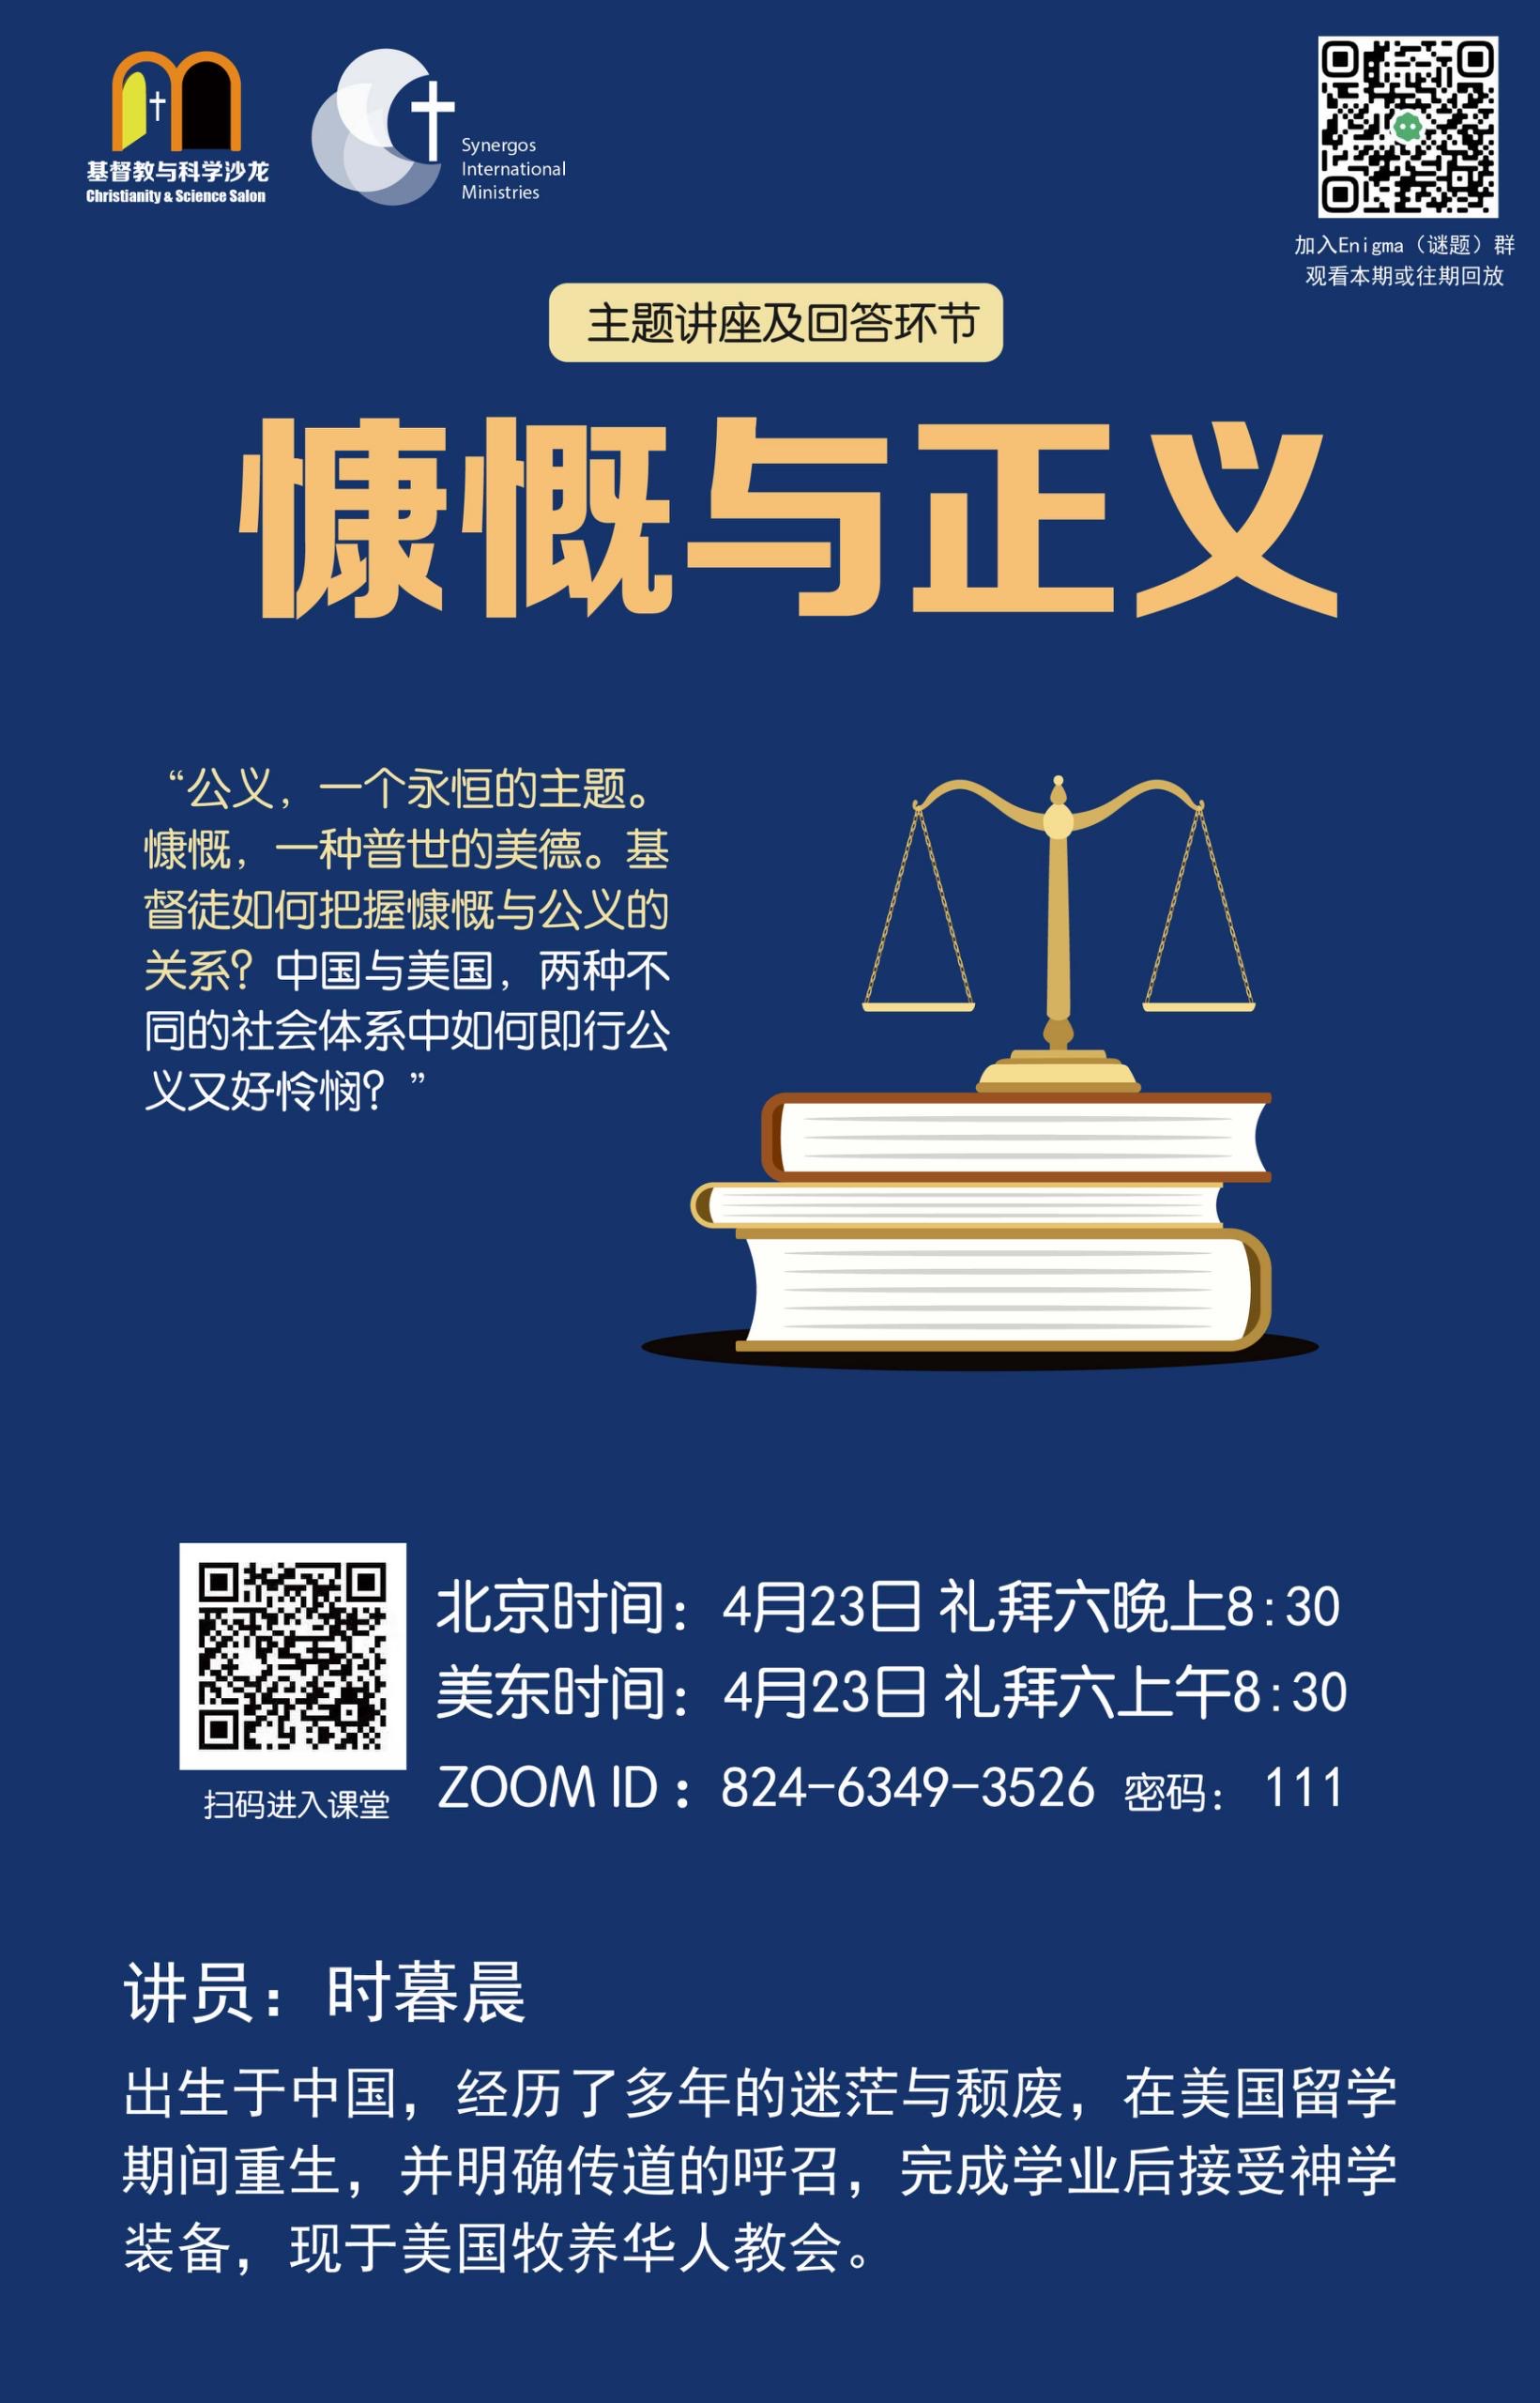 基督教与科学沙龙
Christianity & Science Salon
Synergos
International
Ministries
加入Enigma（谜题）群
观看本期或往期回放
主题讲座及回答环节
慷慨与正义
“公义，一个永恒的主题。
慷慨，一种普世的美德。基
督徒如何把握慷慨与公义的
关系？中国与美国，两种不
同的社会体系中如何即行公
义又好怜悯？”
北京时间：4月23日 礼拜六晚上8:30
美东时间：4月23日 礼拜六上午8:30
ZOOM ID：824-6349-3526 密码：111
扫码进入课堂
讲员：时暮晨
出生于中国，经历了多年的迷茫与颓废，在美国留学
期间重生，并明确传道的呼召，完成学业后接受神学
装备，现于美国牧养华人教会。